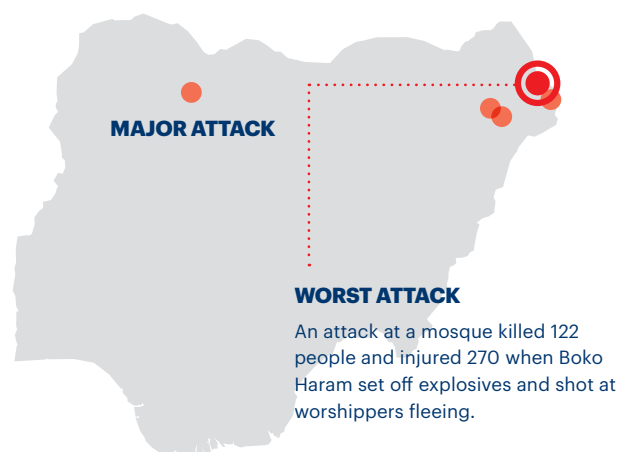 MAJOR ATTACK
WORST ATTACK
An attack at a mosque killed 122
people and injured 270 when Boko
Haram set off explosives and shot at
worshippers fleeing.